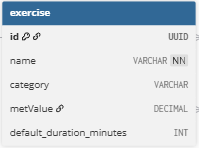 exercise
id UUID
name VARCHAR NN
category VARCHAR
metValue DECIMAL
default_duration_minutes INT